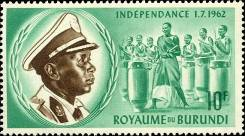 INDÉPENDANCE 1.7.1962
10F
ROYAUME DU BURUNDI